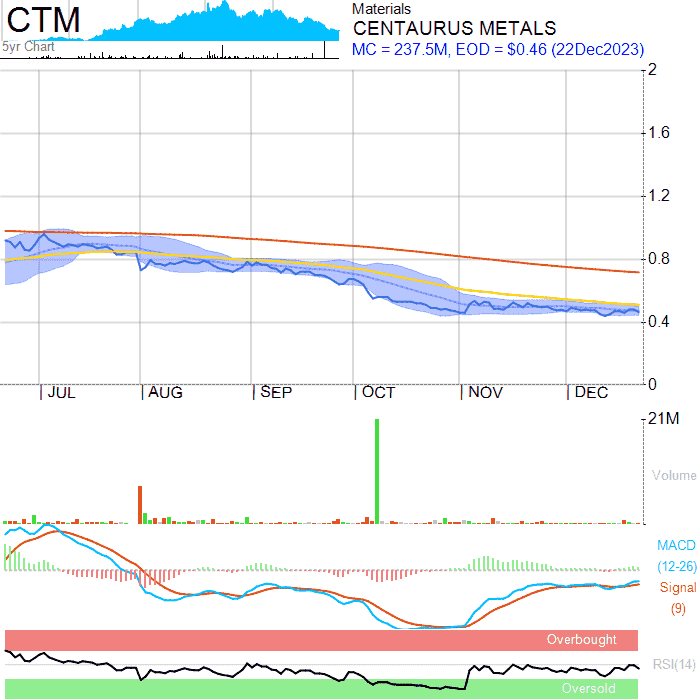 CTM
5yr Chart
Materials
CENTAURUS METALS
MC = 237.5M, EOD = $0.46 (22Dec2023)
2
1.6
1.2
0.8
0.4
0
JUL AUG SEP OCT NOV DEC
21M
Volume
MACD
(12-26)
Signal
(9)
Overbought
RSI(14)
Oversold